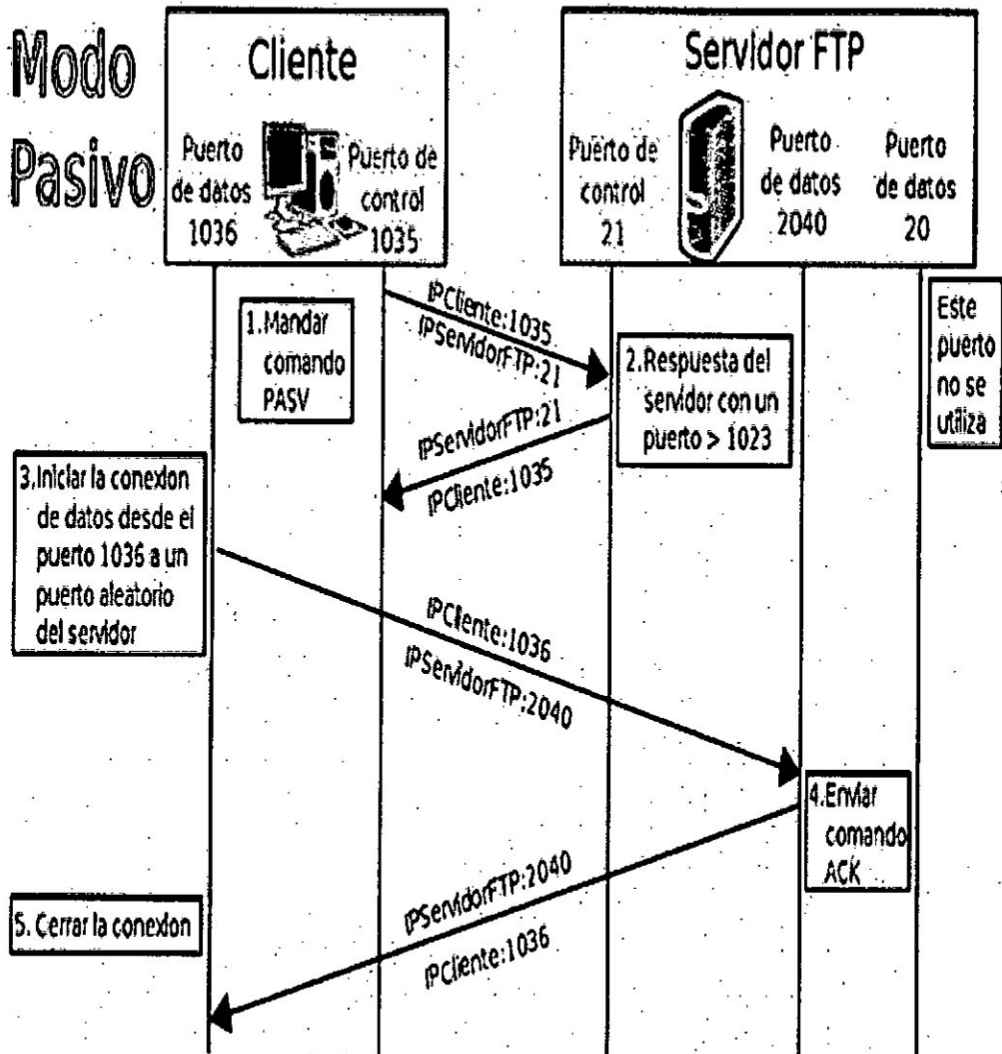 Modo
Pasivo
Cliente
Puerto
de datos
1036
Puerto de
control
1035
Servidor FTP
Puerto de
control
21
Puerto
de datos
2040
Puerto
de datos
20
1.Mandar
comando
PASV
IPCliente:1035
IPServidorFTP:21
2.Respuesta del
servidor con un
puerto > 1023
Este
puerto
no se
utiliza
IPServidorFTP:21
IPCliente:1035
3.Iniciar la conexion
de datos desde el
puerto 1036 a un
puerto aleatorio
del servidor
IPCliente:1036
IPServidorFTP:2040
4.Enviar
comando
ACK
IPServidorFTP:2040
IPCliente:1036
5. Cerrar la conexion